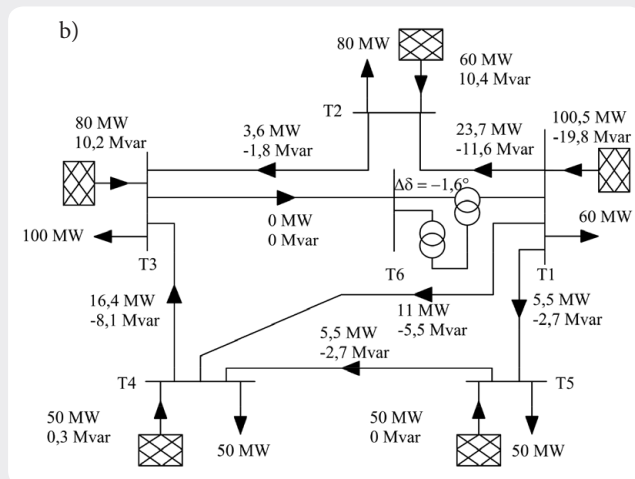 b)
80 MW
60 MW
10,4 Mvar
T2
80 MW
10,2 Mvar
3,6 MW
-1,8 Mvar
23,7 MW
-11,6 Mvar
100,5 MW
-19,8 Mvar
Δδ = −1,6°
0 MW
0 Mvar
100 MW
60 MW
T3
T6
T1
16,4 MW
-8,1 Mvar
11 MW
-5,5 Mvar
5,5 MW
-2,7 Mvar
5,5 MW
-2,7 Mvar
T4
T5
50 MW
0,3 Mvar
50 MW
50 MW
0 Mvar
50 MW